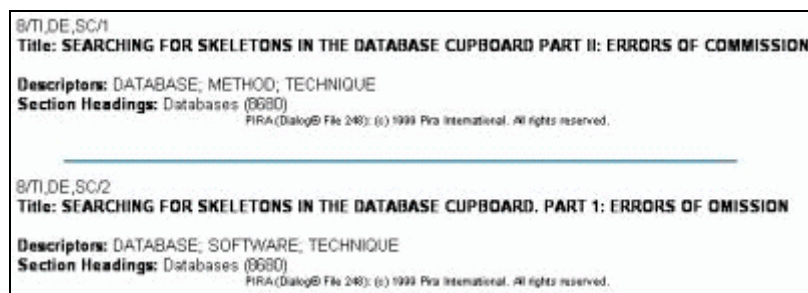 8/TI,DE,SC/1
Title: SEARCHING FOR SKELETONS IN THE DATABASE CUPBOARD PART II: ERRORS OF COMMISSION
Descriptors: DATABASE; METHOD; TECHNIQUE
Section Headings: Databases (8680)
PIRA(Dialog® File 248): (c) 1999 Pira International. All rights reserved.
8/TI,DE,SC/2
Title: SEARCHING FOR SKELETONS IN THE DATABASE CUPBOARD. PART 1: ERRORS OF OMISSION
Descriptors: DATABASE; SOFTWARE; TECHNIQUE
Section Headings: Databases (8680)
PIRA(Dialog® File 248): (c) 1999 Pira International. All rights reserved.